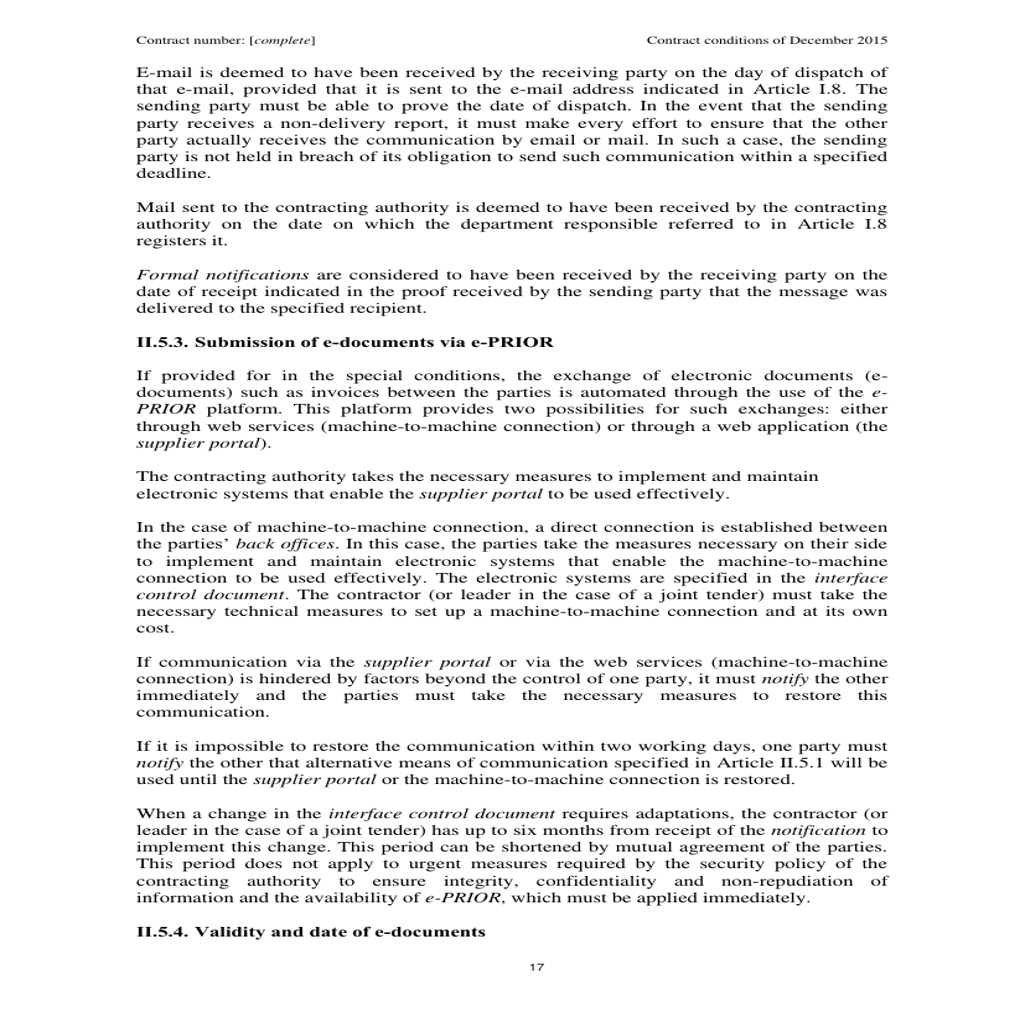 Contract number: [complete] Contract conditions of December 2015
E-mail is deemed to have been received by the receiving party on the day of dispatch of
that e-mail, provided that it is sent to the e-mail address indicated in Article I.8. The
sending party must be able to prove the date of dispatch. In the event that the sending
party receives a non-delivery report, it must make every effort to ensure that the other
party actually receives the communication by email or mail. In such a case, the sending
party is not held in breach of its obligation to send such communication within a specified
deadline.
Mail sent to the contracting authority is deemed to have been received by the contracting
authority on the date on which the department responsible referred to in Article I.8
registers it.
Formal notifications are considered to have been received by the receiving party on the
date of receipt indicated in the proof received by the sending party that the message was
delivered to the specified recipient.
II.5.3. Submission of e-documents via e-PRIOR
If provided for in the special conditions, the exchange of electronic documents (e-
documents) such as invoices between the parties is automated through the use of the e-
PRIOR platform. This platform provides two possibilities for such exchanges: either
through web services (machine-to-machine connection) or through a web application (the
supplier portal).
The contracting authority takes the necessary measures to implement and maintain
electronic systems that enable the supplier portal to be used effectively.
In the case of machine-to-machine connection, a direct connection is established between
the parties’ back offices. In this case, the parties take the measures necessary on their side
to implement and maintain electronic systems that enable the machine-to-machine
connection to be used effectively. The electronic systems are specified in the interface
control document. The contractor (or leader in the case of a joint tender) must take the
necessary technical measures to set up a machine-to-machine connection and at its own
cost.
If communication via the supplier portal or via the web services (machine-to-machine
connection) is hindered by factors beyond the control of one party, it must notify the other
immediately and the parties must take the necessary measures to restore this
communication.
If it is impossible to restore the communication within two working days, one party must
notify the other that alternative means of communication specified in Article II.5.1 will be
used until the supplier portal or the machine-to-machine connection is restored.
When a change in the interface control document requires adaptations, the contractor (or
leader in the case of a joint tender) has up to six months from receipt of the notification to
implement this change. This period can be shortened by mutual agreement of the parties.
This period does not apply to urgent measures required by the security policy of the
contracting authority to ensure integrity, confidentiality and non-repudiation of
information and the availability of e-PRIOR, which must be applied immediately.
II.5.4. Validity and date of e-documents
17